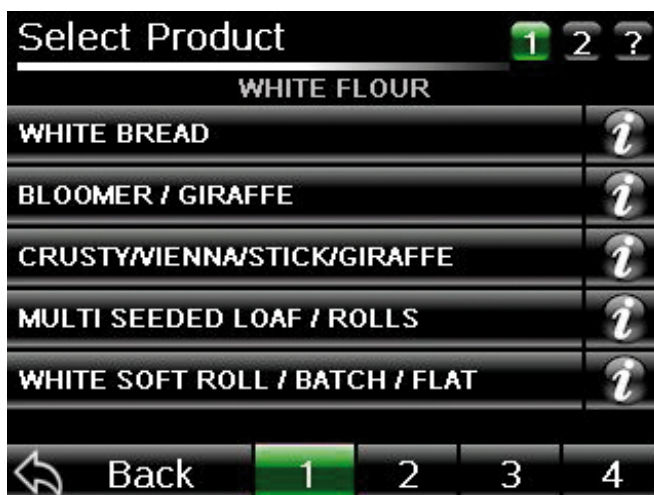 Select Product 1 2 ?
WHITE FLOUR
WHITE BREAD i
BLOOMER / GIRAFFE i
CRUSTY/VIENNA/STICK/GIRAFFE i
MULTI SEEDED LOAF / ROLLS i
WHITE SOFT ROLL / BATCH / FLAT i
Back 1 2 3 4